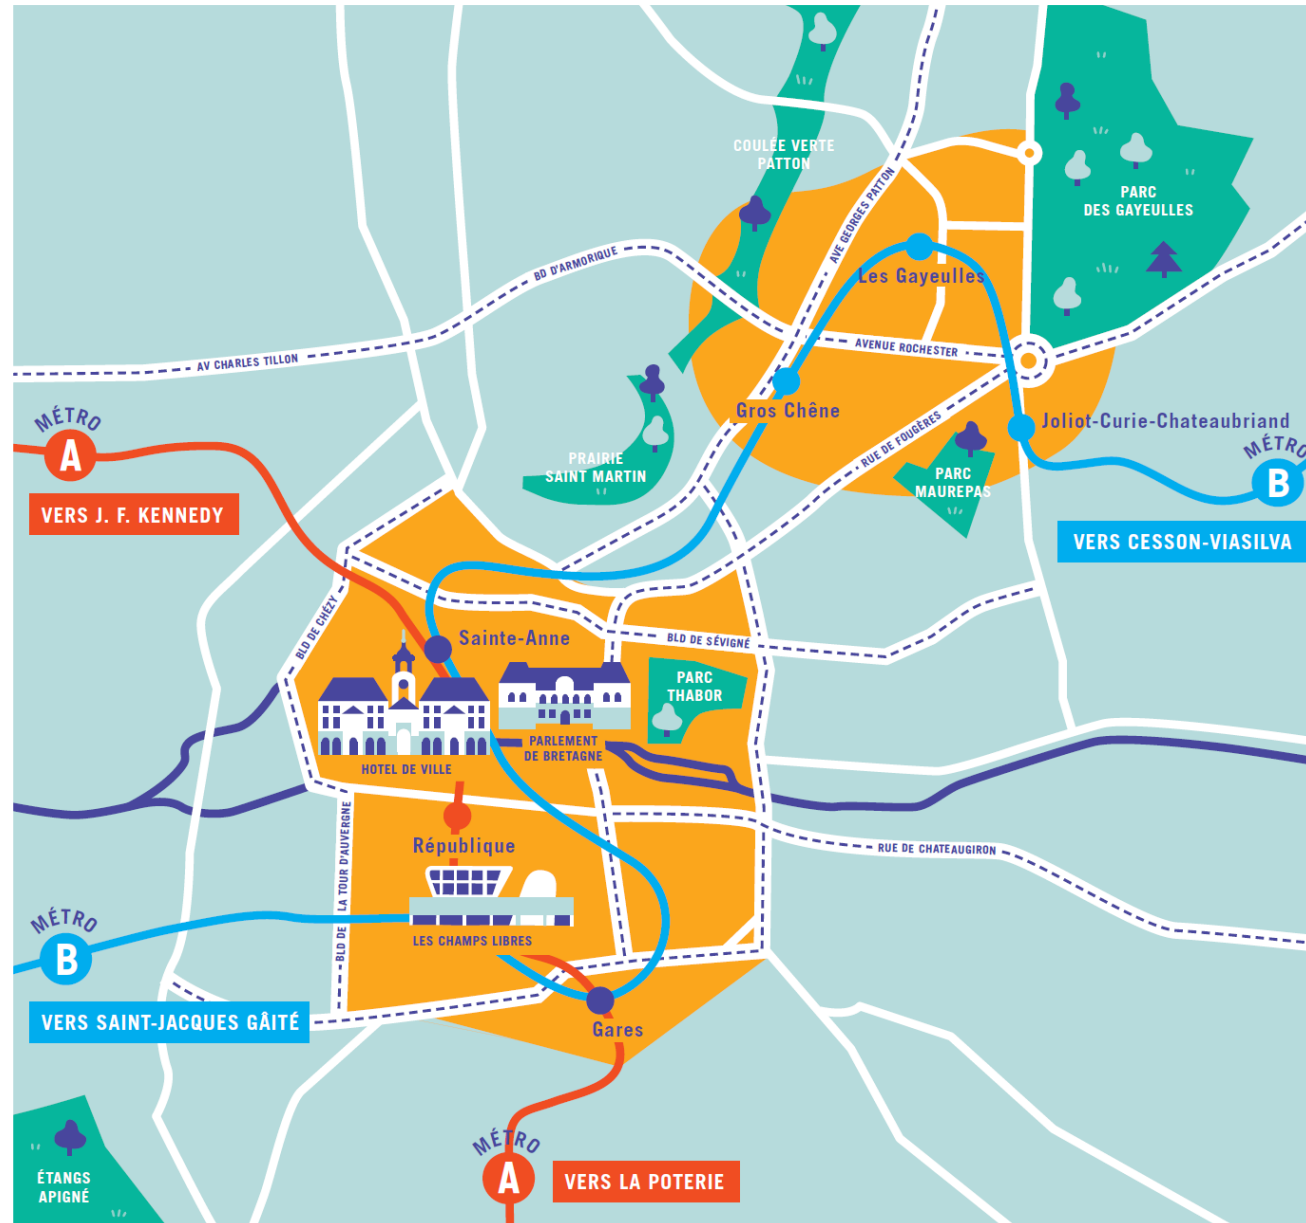 COULÉE VERTE
PATTON
PARC
DES GAYEULLES
AVE GEORGES PATTON
BD D'ARMORIQUE
Les Gayeulles
AVENUE ROCHESTER
AV CHARLES TILLON
Gros Chêne
Joliot-Curie-Chateaubriand
RUE DE FOUGÈRES
MÉTRO
A
VERS J. F. KENNEDY
PRAIRIE
SAINT MARTIN
PARC
MAUREPAS
MÉTRO
B
VERS CESSON-VIASILVA
BLD DE CHÉZY
Sainte-Anne
BLD DE SÉVIGNÉ
PARC
THABOR
PARLEMENT
DE BRETAGNE
HOTEL DE VILLE
République
BLD DE LA TOUR D'AUVERGNE
RUE DE CHATEAUGIRON
LES CHAMPS LIBRES
MÉTRO
B
VERS SAINT-JACQUES GÂITÉ
Gares
MÉTRO
A
VERS LA POTERIE
ÉTANGS
APIGNÉ